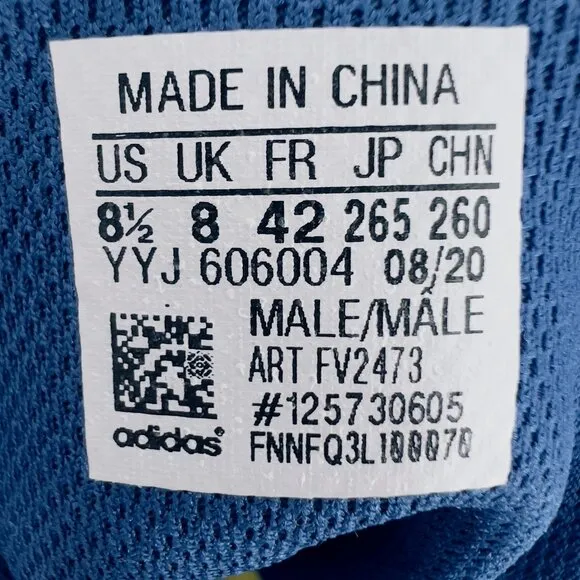 MADE IN CHINA
US UK FR JP CHN
8½ 8 42 265 260
YYJ 606004 08/20
MALE/MÂLE
ART FV2473
#125730605
adidas®